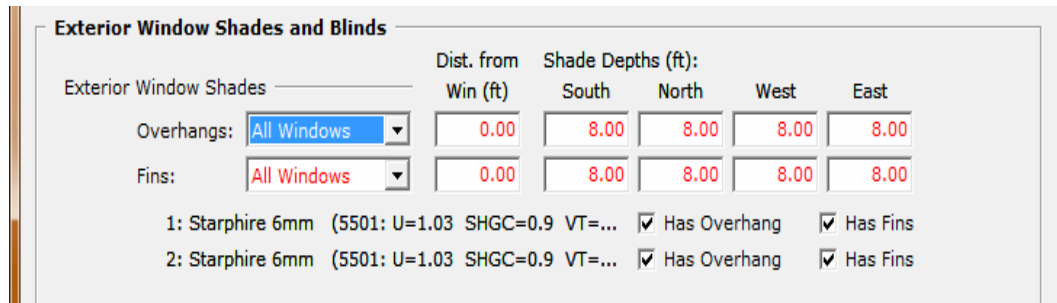 Exterior Window Shades and Blinds
Dist. from Shade Depths (ft):
Exterior Window Shades Win (ft) South North West East
Overhangs: All Windows 0.00 8.00 8.00 8.00 8.00
Fins: All Windows 0.00 8.00 8.00 8.00 8.00
1: Starphire 6mm (5501: U=1.03 SHGC=0.9 VT=... Has Overhang Has Fins
2: Starphire 6mm (5501: U=1.03 SHGC=0.9 VT=... Has Overhang Has Fins